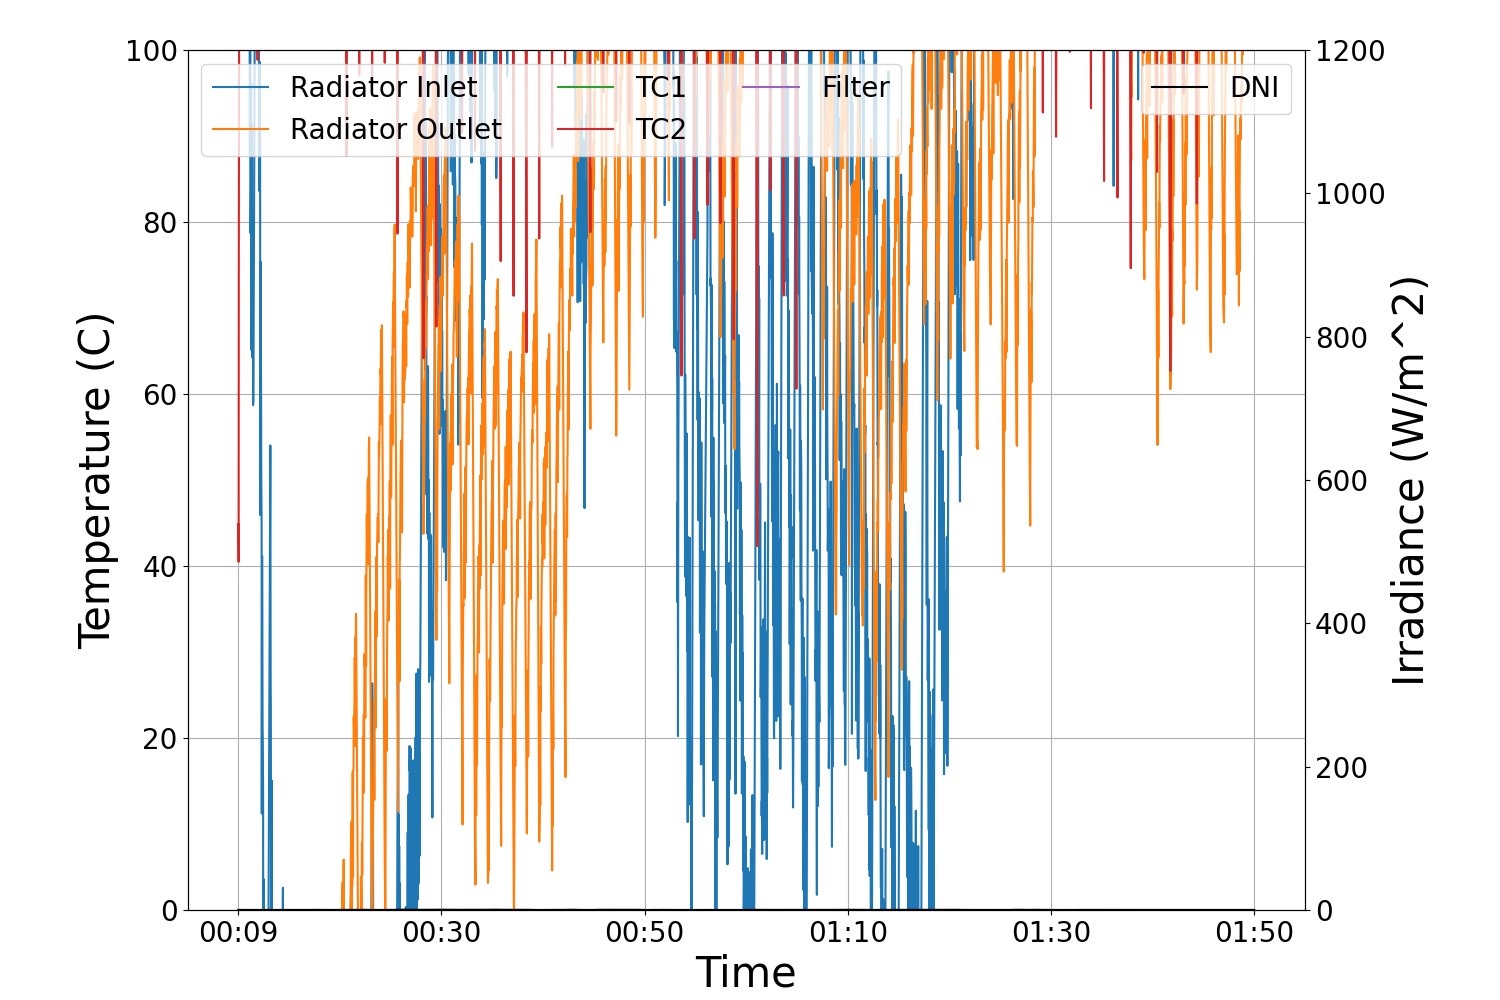 Radiator Inlet
Radiator Outlet
TC1
TC2
Filter
DNI
Temperature (C)
100
80
60
40
20
0
Irradiance (W/m^2)
1200
1000
800
600
400
200
0
00:09 00:30 00:50 01:10 01:30 01:50
Time